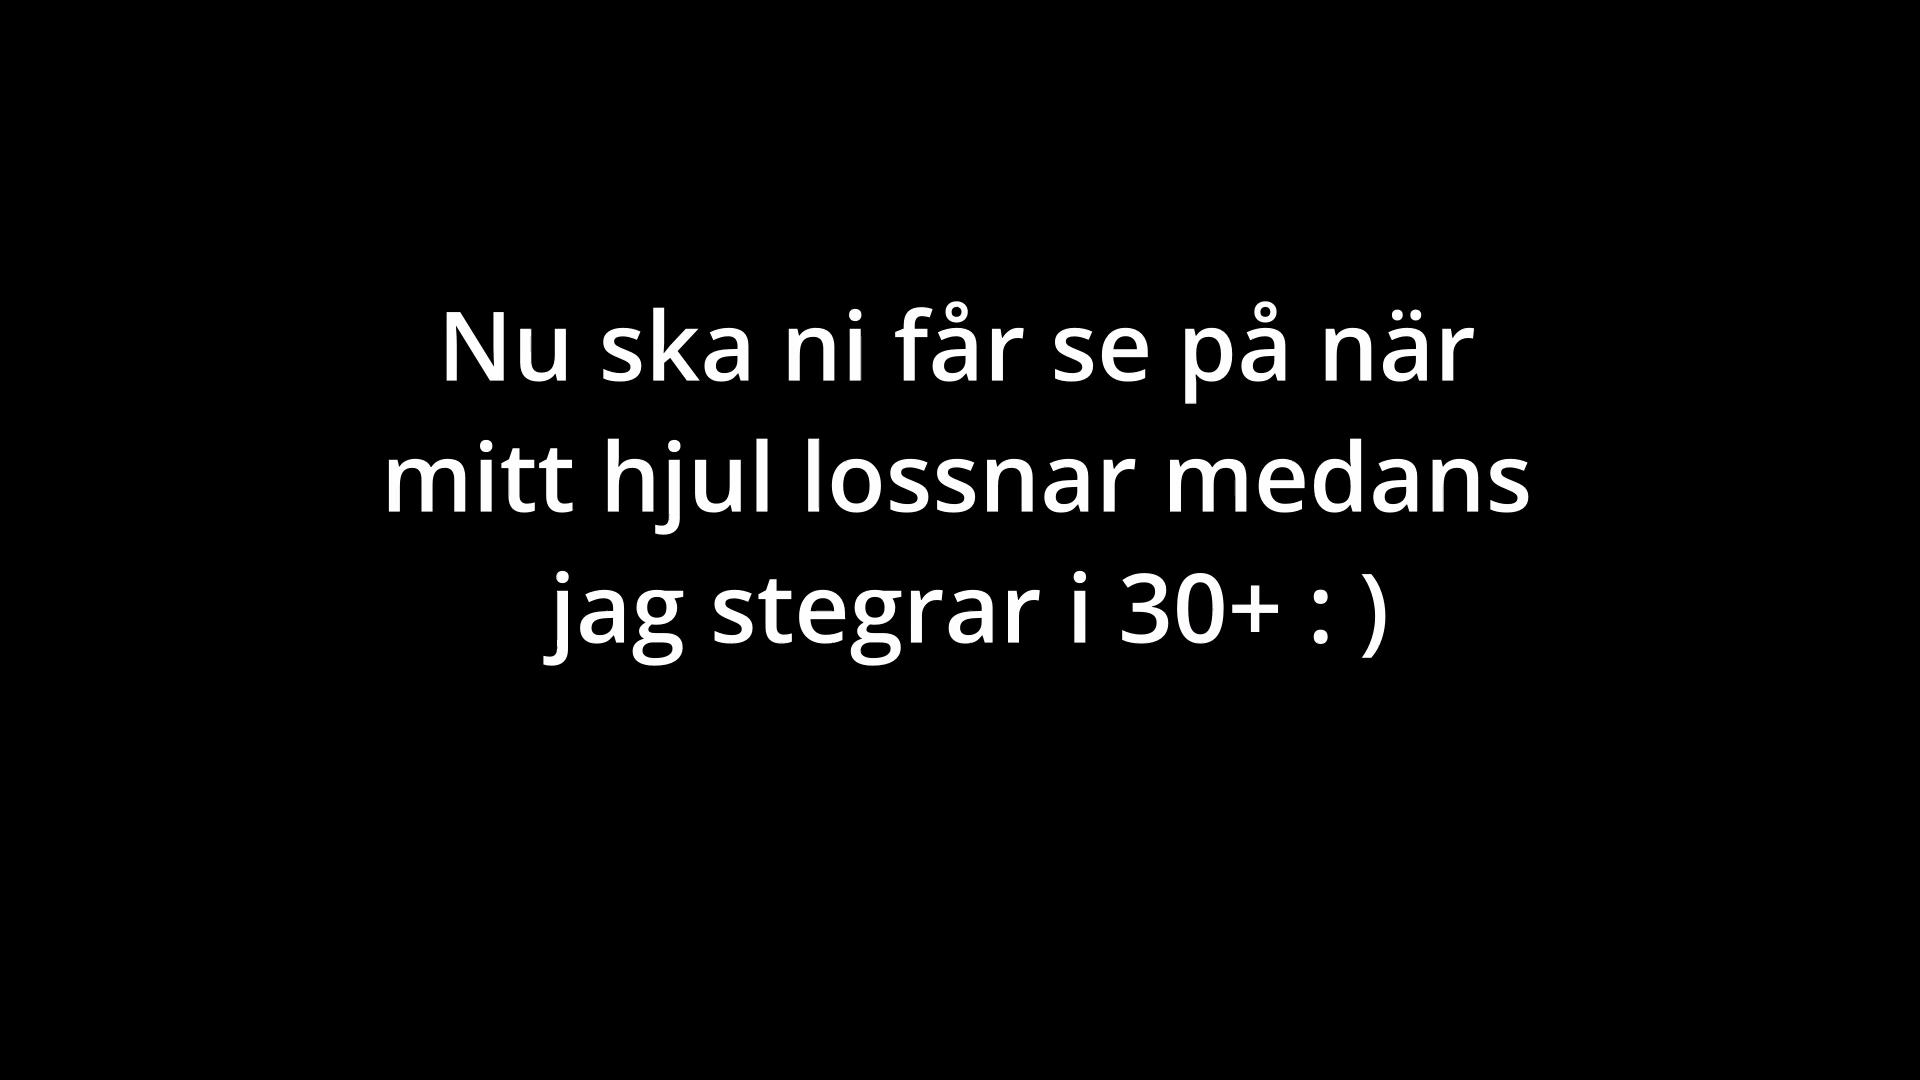 Nu ska ni får se på när
mitt hjul lossnar medans
jag stegrar i 30+ : )